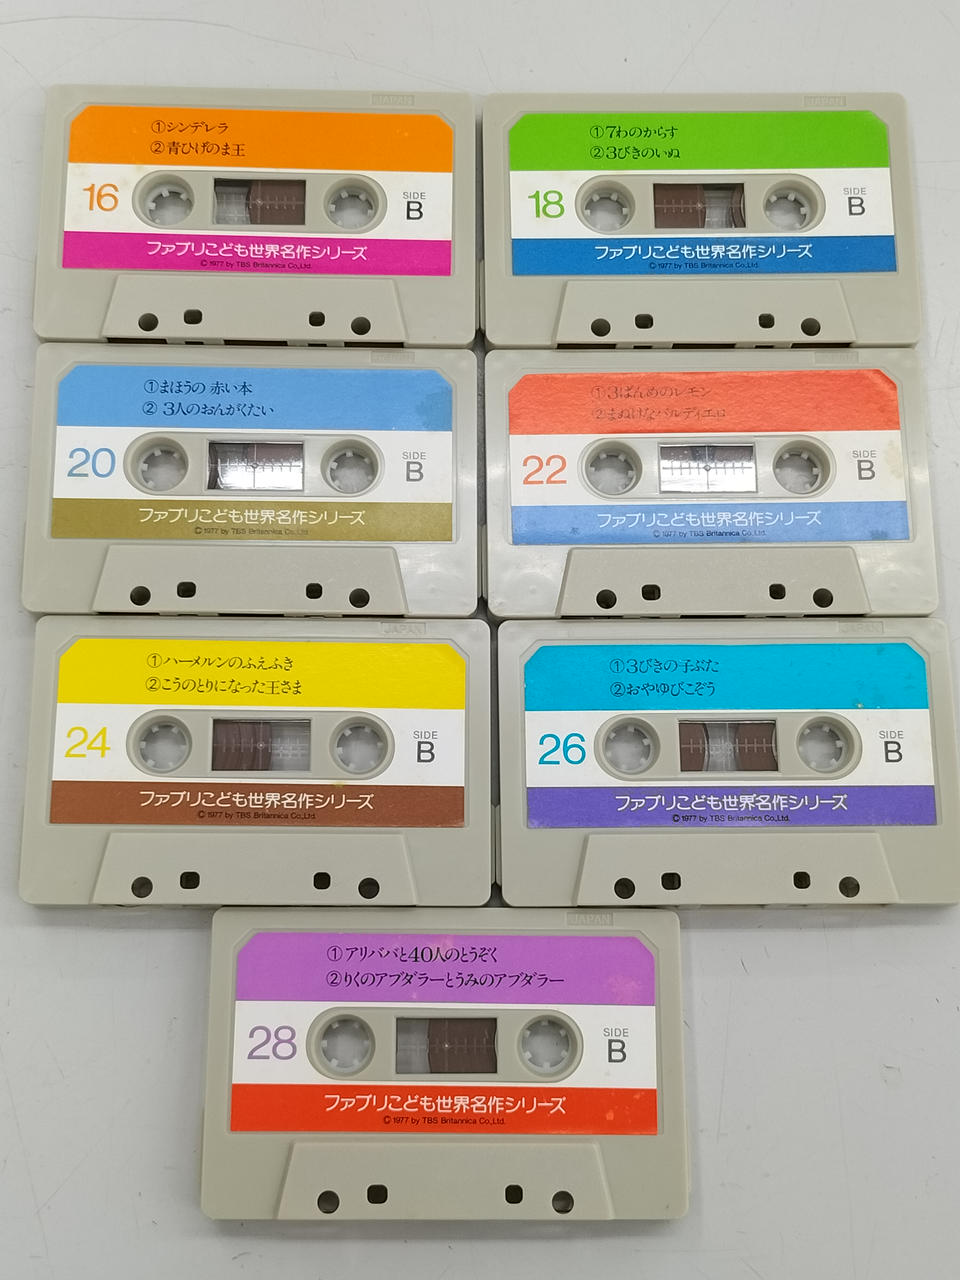 JAPAN
①シンデレラ
②青ひげのま王
16
SIDE
B
ファブリこども世界名作シリーズ
© 1977 by TBS Britannica Co.,Ltd.
JAPAN
①7わのからす
②3びきのいぬ
18
SIDE
B
ファブリこども世界名作シリーズ
© 1977 by TBS Britannica Co.,Ltd.
①まほうの 赤い本
② 3人のおんがくたい
20
SIDE
B
ファブリこども世界名作シリーズ
© 1977 by TBS Britannica Co.,Ltd.
①3ばんめのレモン
②まぬけなバルディエロ
22
SIDE
B
ファブリこども世界名作シリーズ
© 1977 by TBS Britannica Co.,Ltd.
JAPAN
①ハーメルンのふえふき
②こうのとりになった王さま
24
SIDE
B
ファブリこども世界名作シリーズ
© 1977 by TBS Britannica Co.,Ltd.
JAPAN
①3びきの子ぶた
②おやゆびこぞう
26
SIDE
B
ファブリこども世界名作シリーズ
© 1977 by TBS Britannica Co.,Ltd.
JAPAN
①アリババと40人のとうぞく
②りくのアブダラーとうみのアブダラー
28
SIDE
B
ファブリこども世界名作シリーズ
© 1977 by TBS Britannica Co.,Ltd.